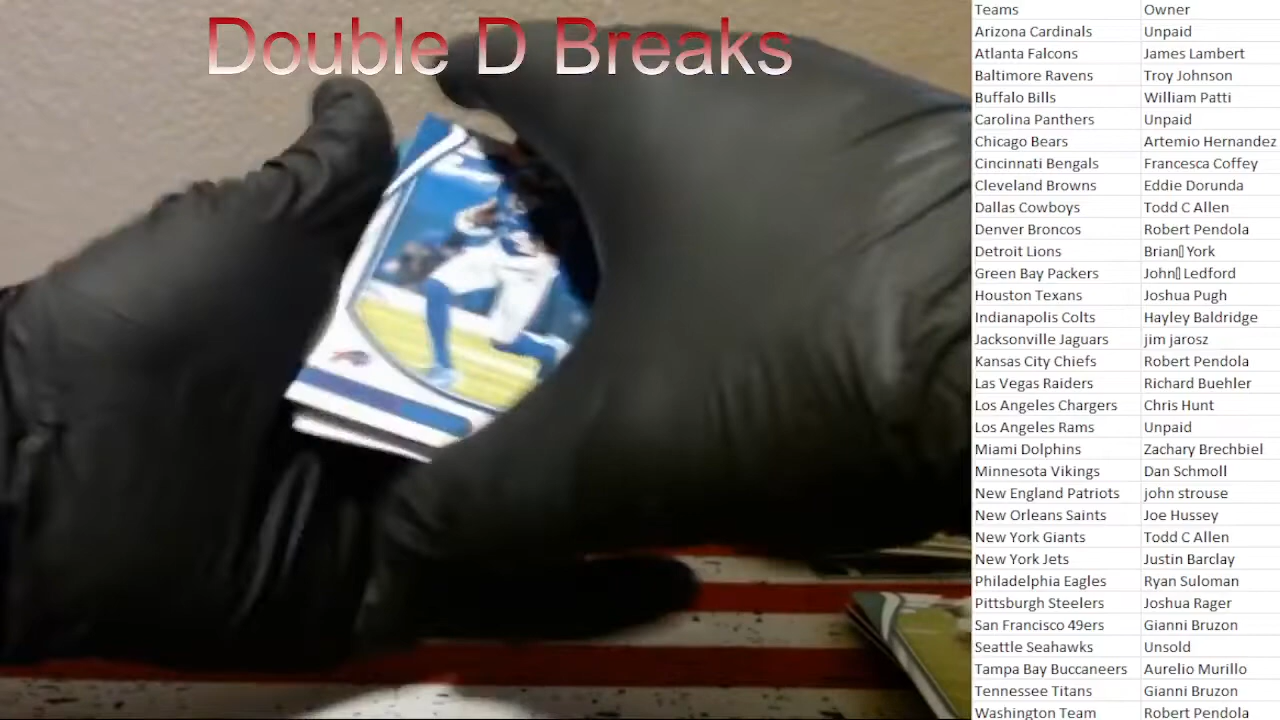 Double D Breaks
Teams Owner
Arizona Cardinals Unpaid
Atlanta Falcons James Lambert
Baltimore Ravens Troy Johnson
Buffalo Bills William Patti
Carolina Panthers Unpaid
Chicago Bears Artemio Hernandez
Cincinnati Bengals Francesca Coffey
Cleveland Browns Eddie Dorunda
Dallas Cowboys Todd C Allen
Denver Broncos Robert Pendola
Detroit Lions Brian▯York
Green Bay Packers John▯Ledford
Houston Texans Joshua Pugh
Indianapolis Colts Hayley Baldridge
Jacksonville Jaguars jim jarosz
Kansas City Chiefs Robert Pendola
Las Vegas Raiders Richard Buehler
Los Angeles Chargers Chris Hunt
Los Angeles Rams Unpaid
Miami Dolphins Zachary Brechbiel
Minnesota Vikings Dan Schmoll
New England Patriots john strouse
New Orleans Saints Joe Hussey
New York Giants Todd C Allen
New York Jets Justin Barclay
Philadelphia Eagles Ryan Suloman
Pittsburgh Steelers Joshua Rager
San Francisco 49ers Gianni Bruzon
Seattle Seahawks Unsold
Tampa Bay Buccaneers Aurelio Murillo
Tennessee Titans Gianni Bruzon
Washington Team Robert Pendola